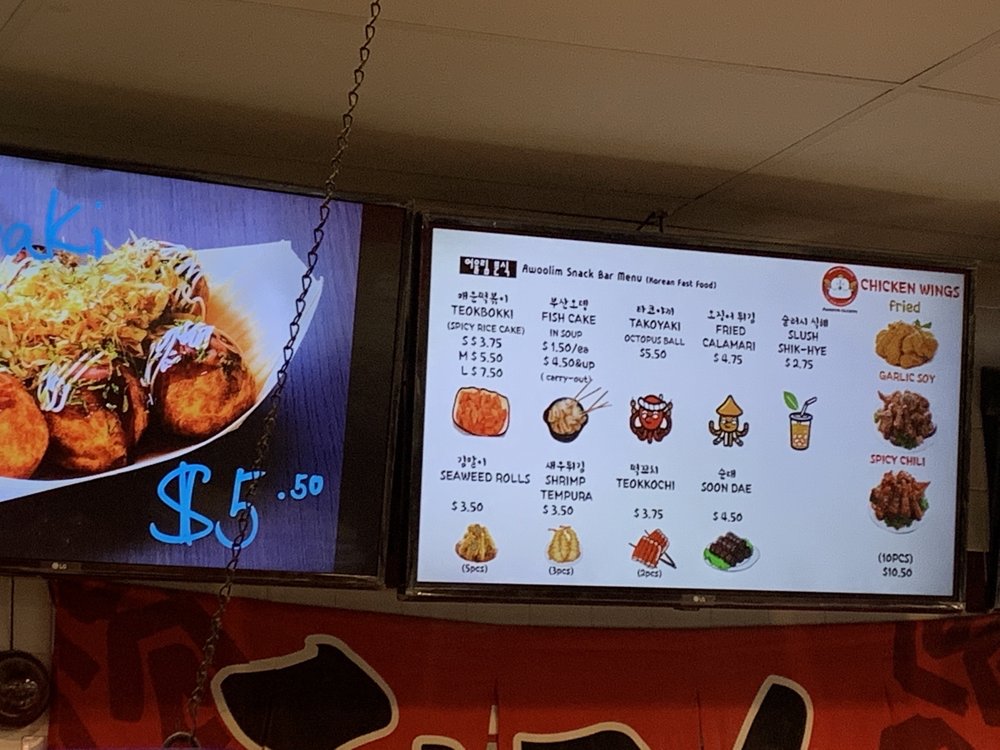 aki
$5.50
어울림 분식 Awoolim Snack Bar Menu (Korean Fast Food)
매운떡볶이
TEOKBOKKI
(SPICY RICE CAKE)
S $ 3.75
M $ 5.50
L $ 7.50
부산오뎅
FISH CAKE
IN SOUP
$ 1.50/ea
$ 4.50&up
(carry-out)
타코야끼
TAKOYAKI
OCTOPUS BALL
$5.50
오징어 튀김
FRIED
CALAMARI
$ 4.75
슬러시 식혜
SLUSH
SHIK-HYE
$ 2.75
김말이
SEAWEED ROLLS
$ 3.50
(5pcs)
새우튀김
SHRIMP
TEMPURA
$ 3.50
(3pcs)
떡꼬치
TEOKKOCHI
$ 3.75
(2pcs)
순대
SOON DAE
$ 4.50
CHICKEN WINGS
fried
GARLIC SOY
SPICY CHILI
(10PCS)
$10.50
LG
LG